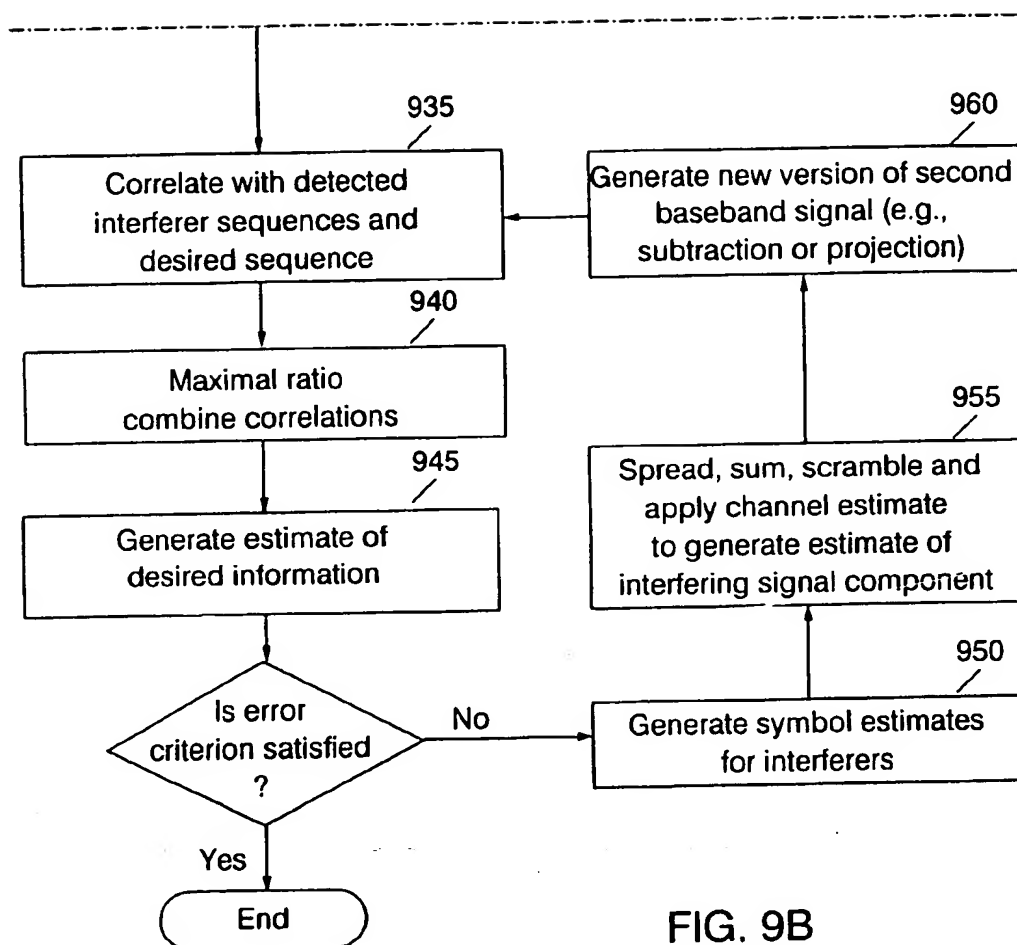 935
Correlate with detected
interferer sequences and
desired sequence
940
Maximal ratio
combine correlations
945
Generate estimate of
desired information
Is error
criterion satisfied
?
No
Yes
End
950
Generate symbol estimates
for interferers
955
Spread, sum, scramble and
apply channel estimate
to generate estimate of
interfering signal component
960
Generate new version of second
baseband signal (e.g.,
subtraction or projection)
FIG. 9B